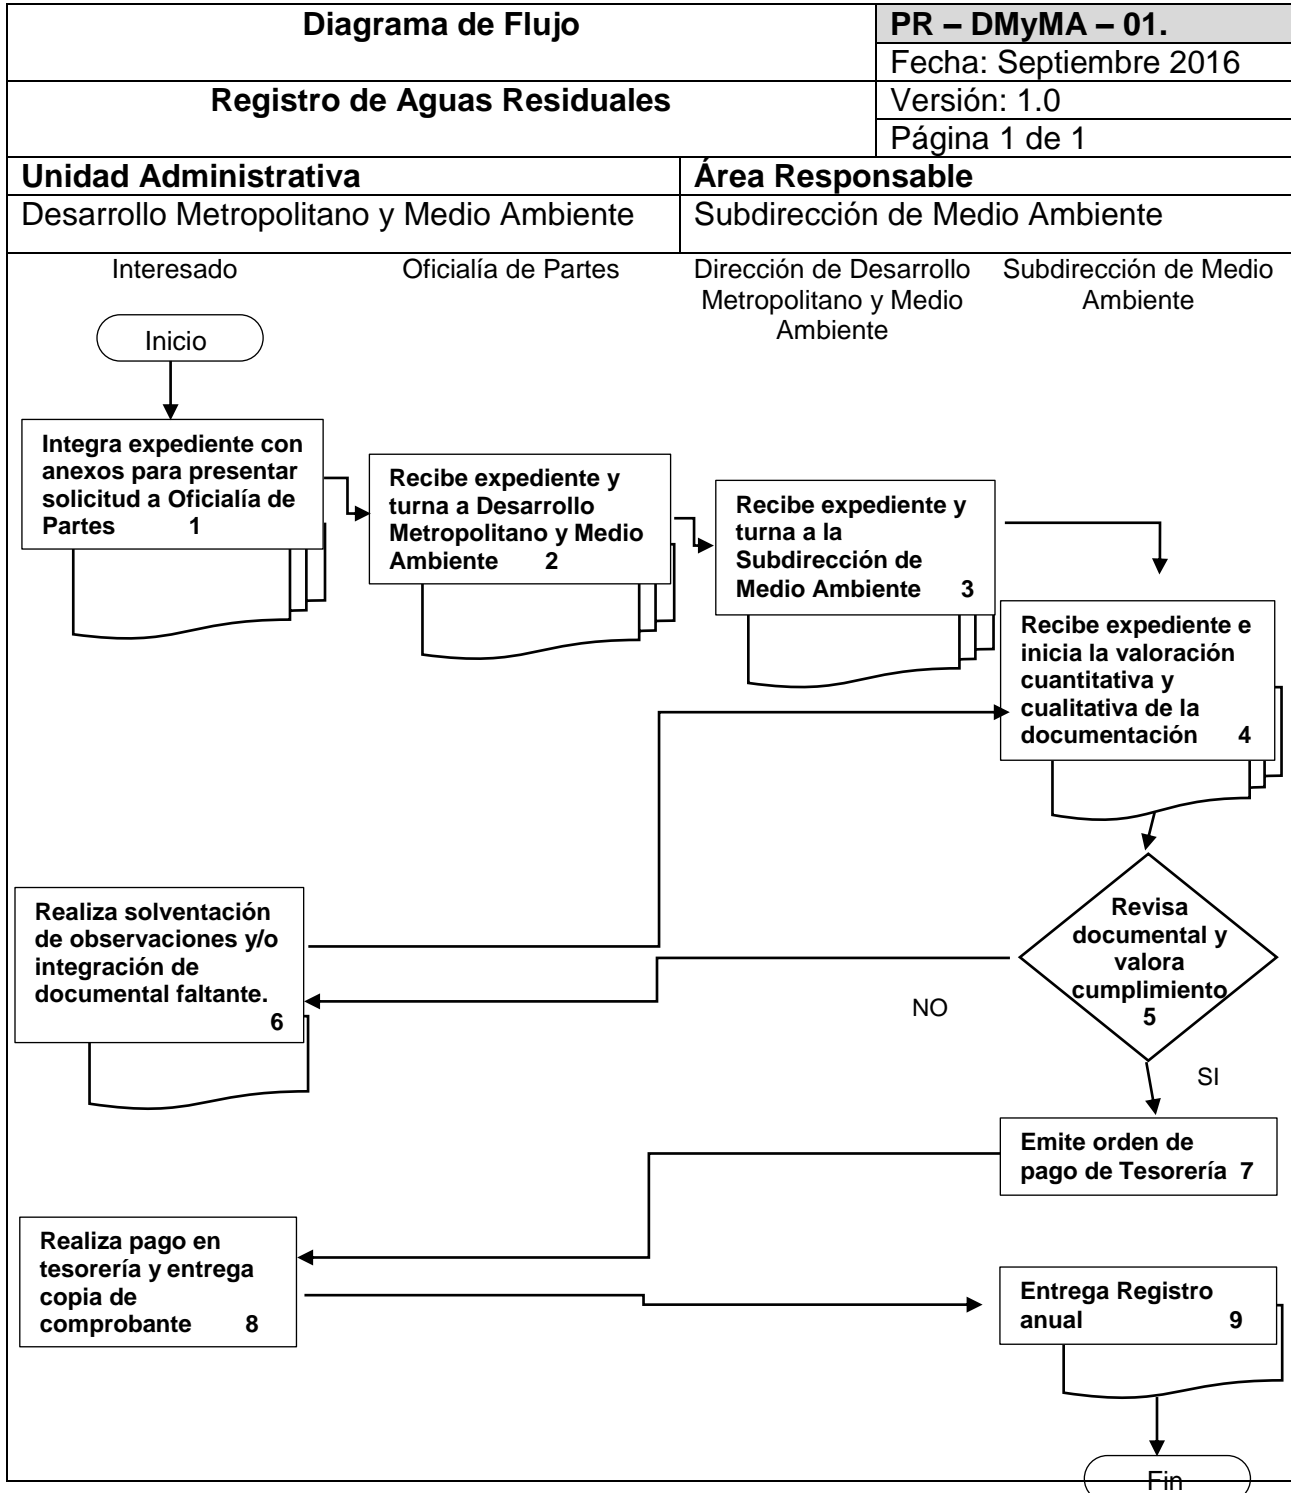 Diagrama de Flujo
PR – DMyMA – 01.
Fecha: Septiembre 2016
Registro de Aguas Residuales
Versión: 1.0
Página 1 de 1
Unidad Administrativa
Área Responsable
Desarrollo Metropolitano y Medio Ambiente
Subdirección de Medio Ambiente
Interesado
Oficialía de Partes
Dirección de Desarrollo
Metropolitano y Medio
Ambiente
Subdirección de Medio
Ambiente
Inicio
Integra expediente con
anexos para presentar
solicitud a Oficialía de
Partes 1
Recibe expediente y
turna a Desarrollo
Metropolitano y Medio
Ambiente 2
Recibe expediente y
turna a la
Subdirección de
Medio Ambiente 3
Recibe expediente e
inicia la valoración
cuantitativa y
cualitativa de la
documentación 4
Revisa
documental y
valora
cumplimiento
5
Realiza solventación
de observaciones y/o
integración de
documental faltante.
6
NO
SI
Emite orden de
pago de Tesorería 7
Realiza pago en
tesorería y entrega
copia de
comprobante 8
Entrega Registro
anual 9
Fin